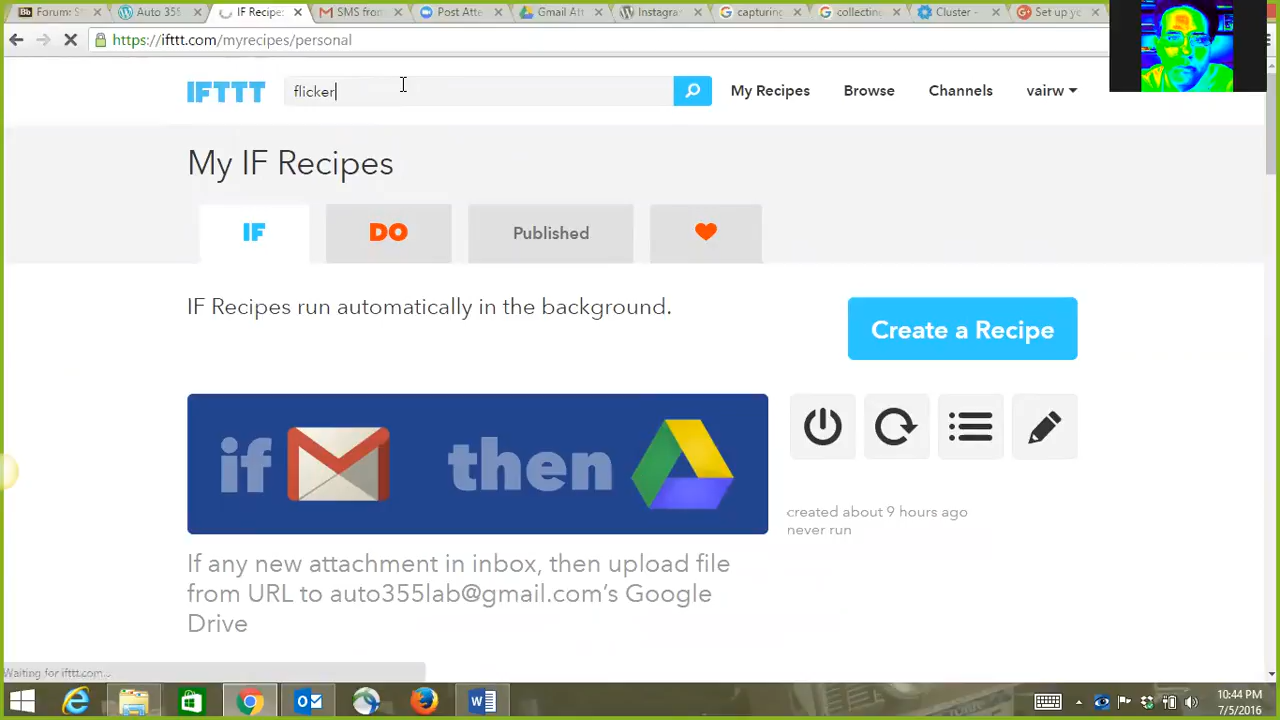 Forum: St
Auto 355
IF Recipe:
SMS from
Post Atte
Gmail Att
Instagra
capturing
collecting
Cluster -
Set up yo
https://ifttt.com/myrecipes/personal
IFTTT
flicker
My Recipes
Browse
Channels
vairw
My IF Recipes
IF
DO
Published
IF Recipes run automatically in the background.
Create a Recipe
if
then
created about 9 hours ago
never run
If any new attachment in inbox, then upload file
from URL to auto355lab@gmail.com’s Google
Drive
Waiting for ifttt.com...
10:44 PM
7/5/2016